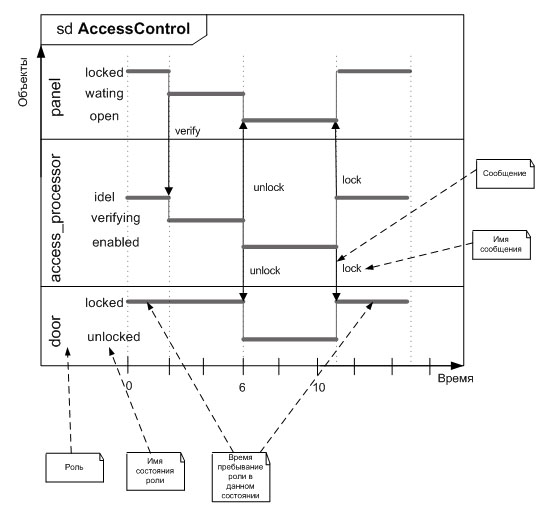 sd AccessControl
Объекты
panel
locked
wating
open
verify
unlock
lock
access_processor
idel
verifying
enabled
unlock
lock
Сообщение
Имя
сообщения
door
locked
unlocked
0
6
10
Время
Роль
Имя
состояния
роли
Время
пребывание
роли в
данном
состоянии